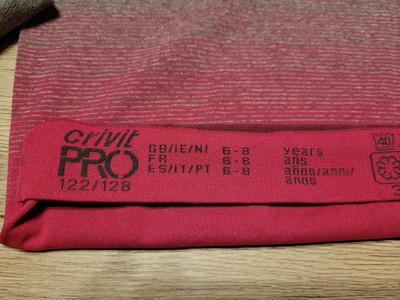 crivit
PRO
122/128
GB/IE/NI 6-8 years
FR 6-8 ans
ES/IT/PT 6-8 años/anni/
anos
40